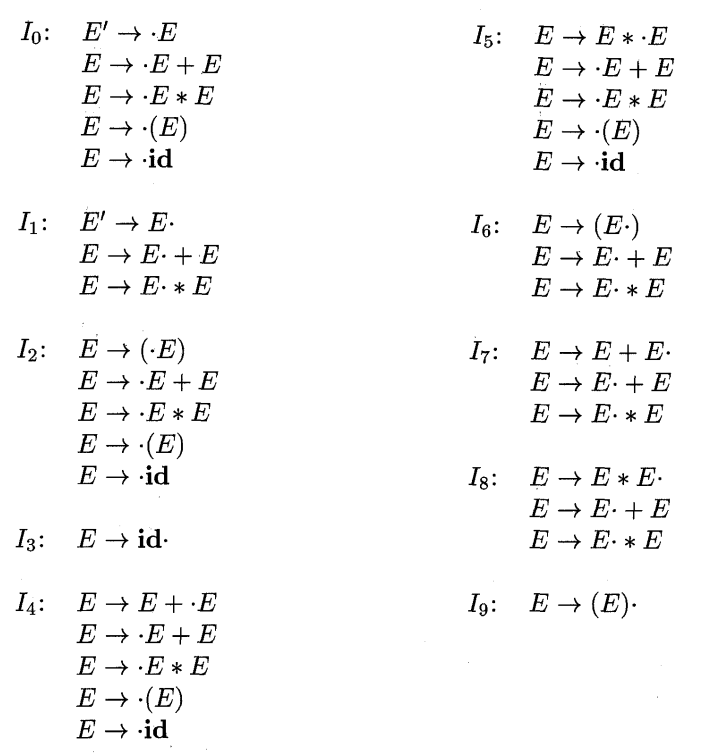 I₀: E′ → ·E
E → ·E + E
E → ·E * E
E → ·(E)
E → ·id
I₁: E′ → E·
E → E· + E
E → E· * E
I₂: E → (·E)
E → ·E + E
E → ·E * E
E → ·(E)
E → ·id
I₃: E → id·
I₄: E → E + ·E
E → ·E + E
E → ·E * E
E → ·(E)
E → ·id
I₅: E → E * ·E
E → ·E + E
E → ·E * E
E → ·(E)
E → ·id
I₆: E → (E·)
E → E· + E
E → E· * E
I₇: E → E + E·
E → E· + E
E → E· * E
I₈: E → E * E·
E → E· + E
E → E· * E
I₉: E → (E)·